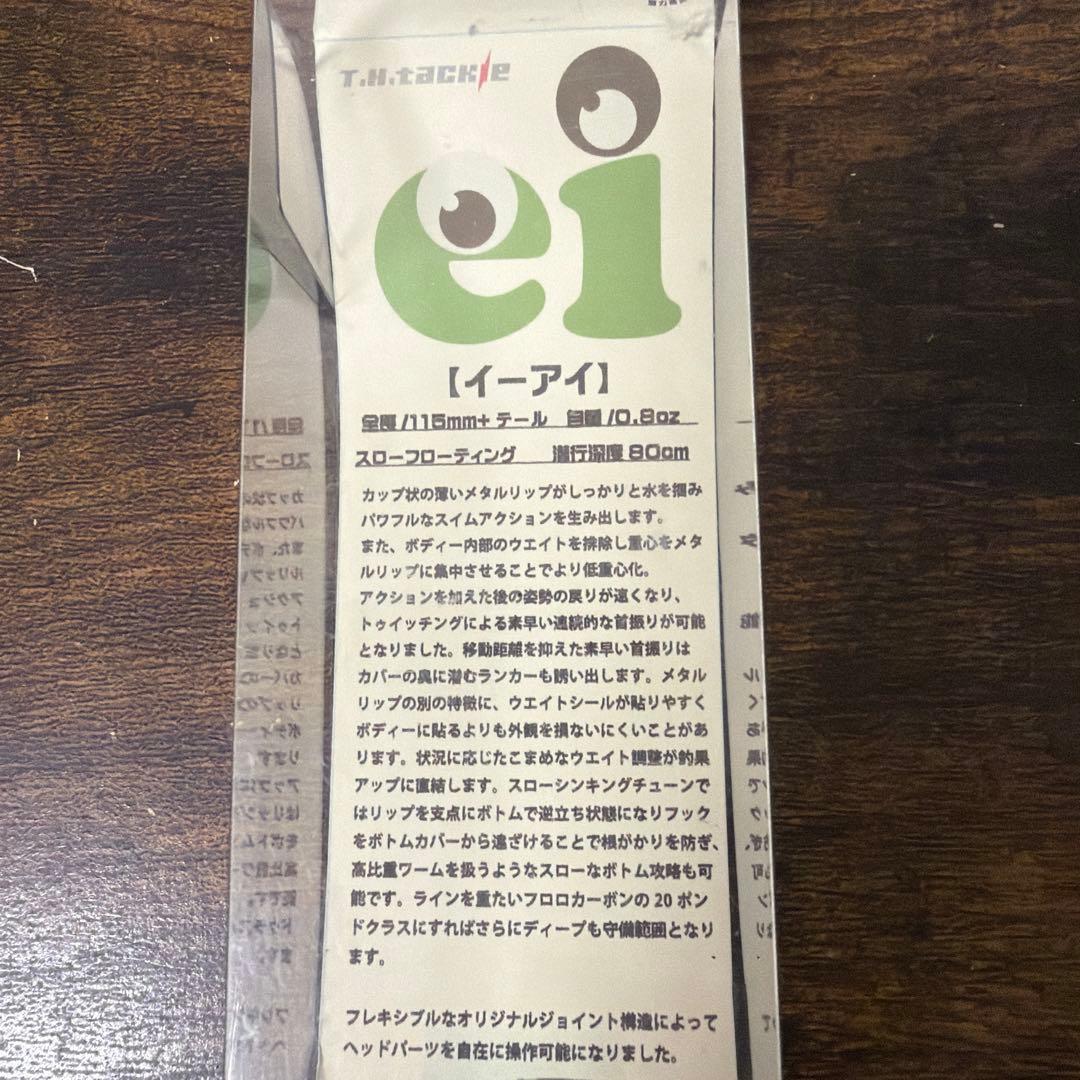 T.H.tackle
ei
【イーアイ】
全長/115mm+テール 自重/0.8oz
スローフローティング 潜行深度80cm
カップ状の薄いメタルリップがしっかりと水を掴み
パワフルなスイムアクションを生み出します。
また、ボディー内部のウエイトを排除し重心をメタ
ルリップに集中させることでより低重心化。
アクションを加えた後の姿勢の戻りが速くなり、
トゥイッチングによる素早い連続的な首振りが可能
となりました。移動距離を抑えた素早い首振りは
カバーの奥に潜むランカーも誘い出します。メタル
リップの別の特徴に、ウエイトシールが貼りやすく
ボディーに貼るよりも外観を損ないにくいことがあ
ります。状況に応じたこまめなウエイト調整が釣果
アップに直結します。スローシンキングチューンで
はリップを支点にボトムで逆立ち状態になりフック
をボトムカバーから遠ざけることで根がかりを防ぎ、
高比重ワームを扱うようなスローなボトム攻略も可
能です。ラインを重たいフロロカーボンの20ポン
ドクラスにすればさらにディープも守備範囲となり
ます。
フレキシブルなオリジナルジョイント構造によって
ヘッドパーツを自在に操作可能になりました。